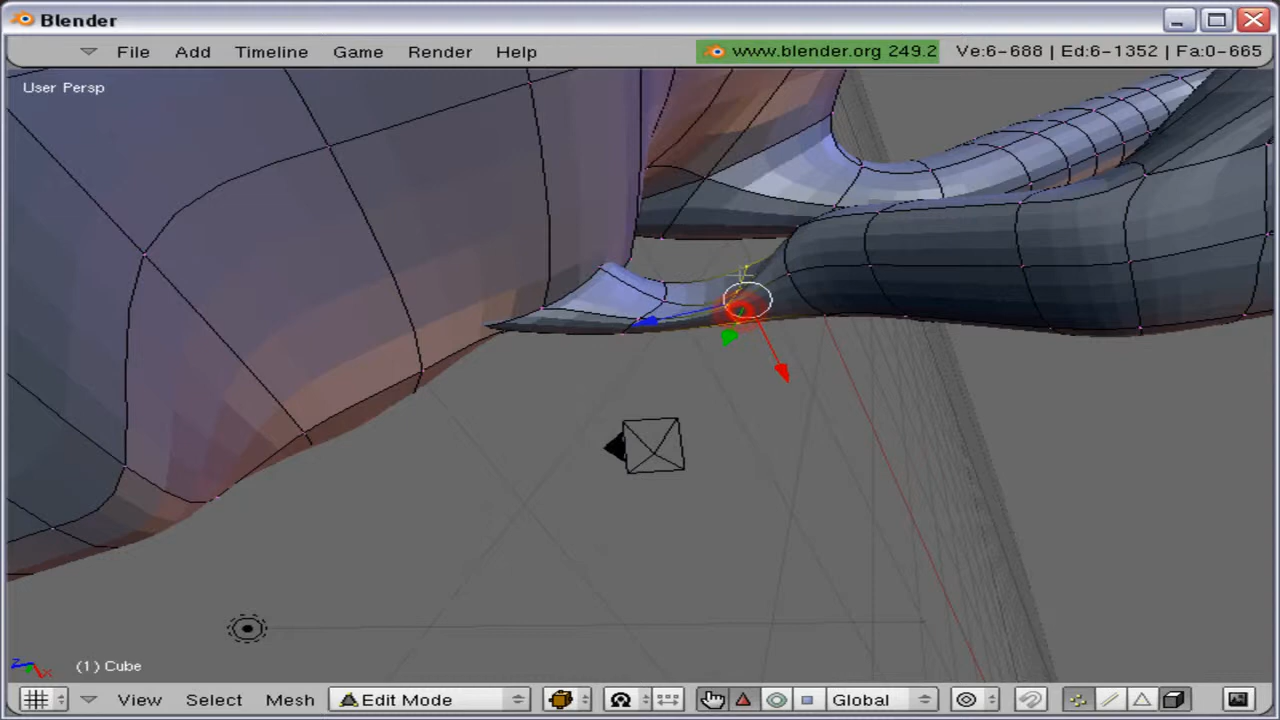 Blender
File Add Timeline Game Render Help www.blender.org 249.2 Ve:6-688 | Ed:6-1352 | Fa:0-665
User Persp
(1) Cube
View Select Mesh Edit Mode Global